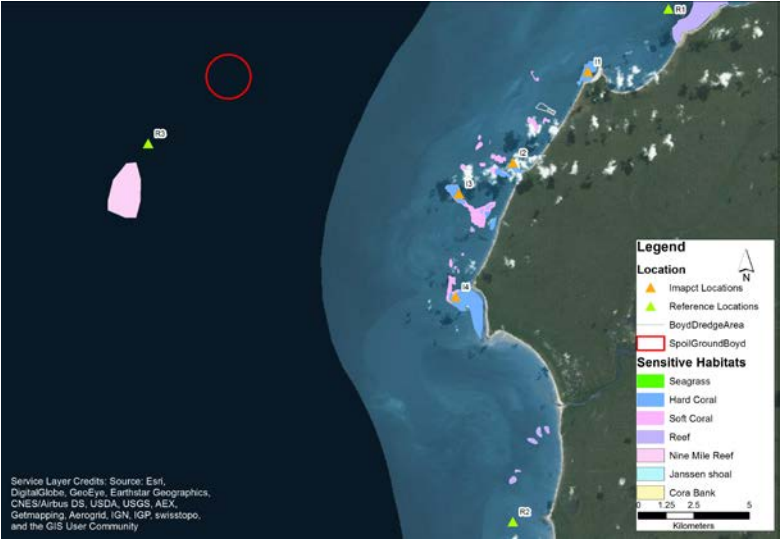 R1
I1
R3
I2
I3
I4
R2
Legend
N
Location
Imapct Locations
Reference Locations
BoydDredgeArea
SpoilGroundBoyd
Sensitive Habitats
Seagrass
Hard Coral
Soft Coral
Reef
Nine Mile Reef
Janssen shoal
Cora Bank
0 1.25 2.5 5
Kilometers
Service Layer Credits: Source: Esri,
DigitalGlobe, GeoEye, Earthstar Geographics,
CNES/Airbus DS, USDA, USGS, AEX,
Getmapping, Aerogrid, IGN, IGP, swisstopo,
and the GIS User Community